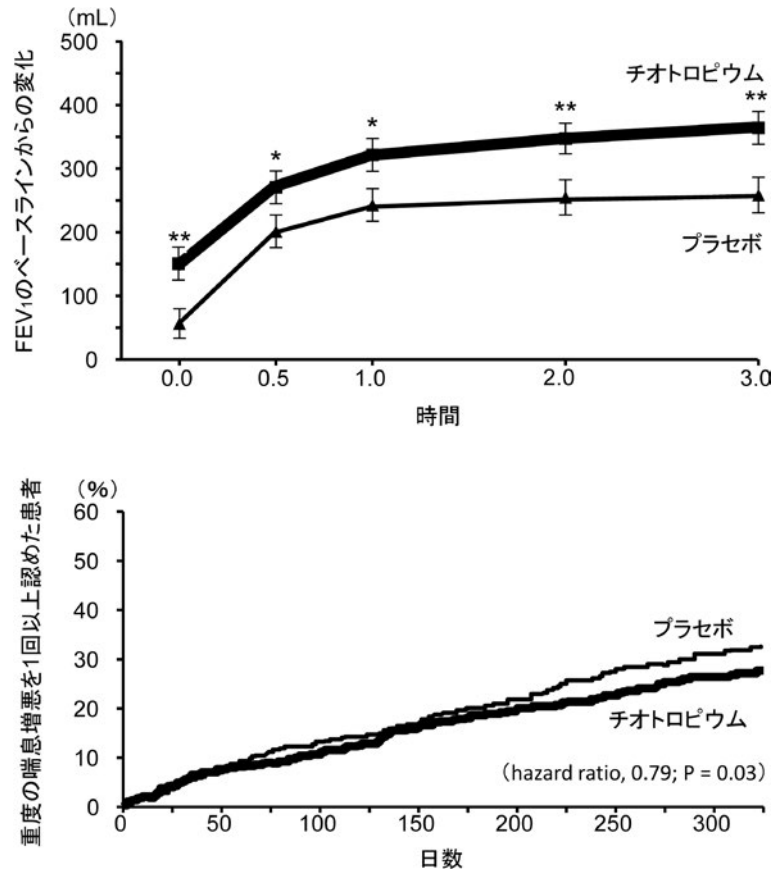 （mL）
FEV₁のベースラインからの変化
500
400
300
200
100
0
チオトロピウム
** * * ** **
プラセボ
0.0 0.5 1.0 2.0 3.0
時間
（%）
重度の喘息増悪を1回以上認めた患者
60
50
40
30
20
10
0
プラセボ
チオトロピウム
（hazard ratio, 0.79; P = 0.03）
0 50 100 150 200 250 300
日数